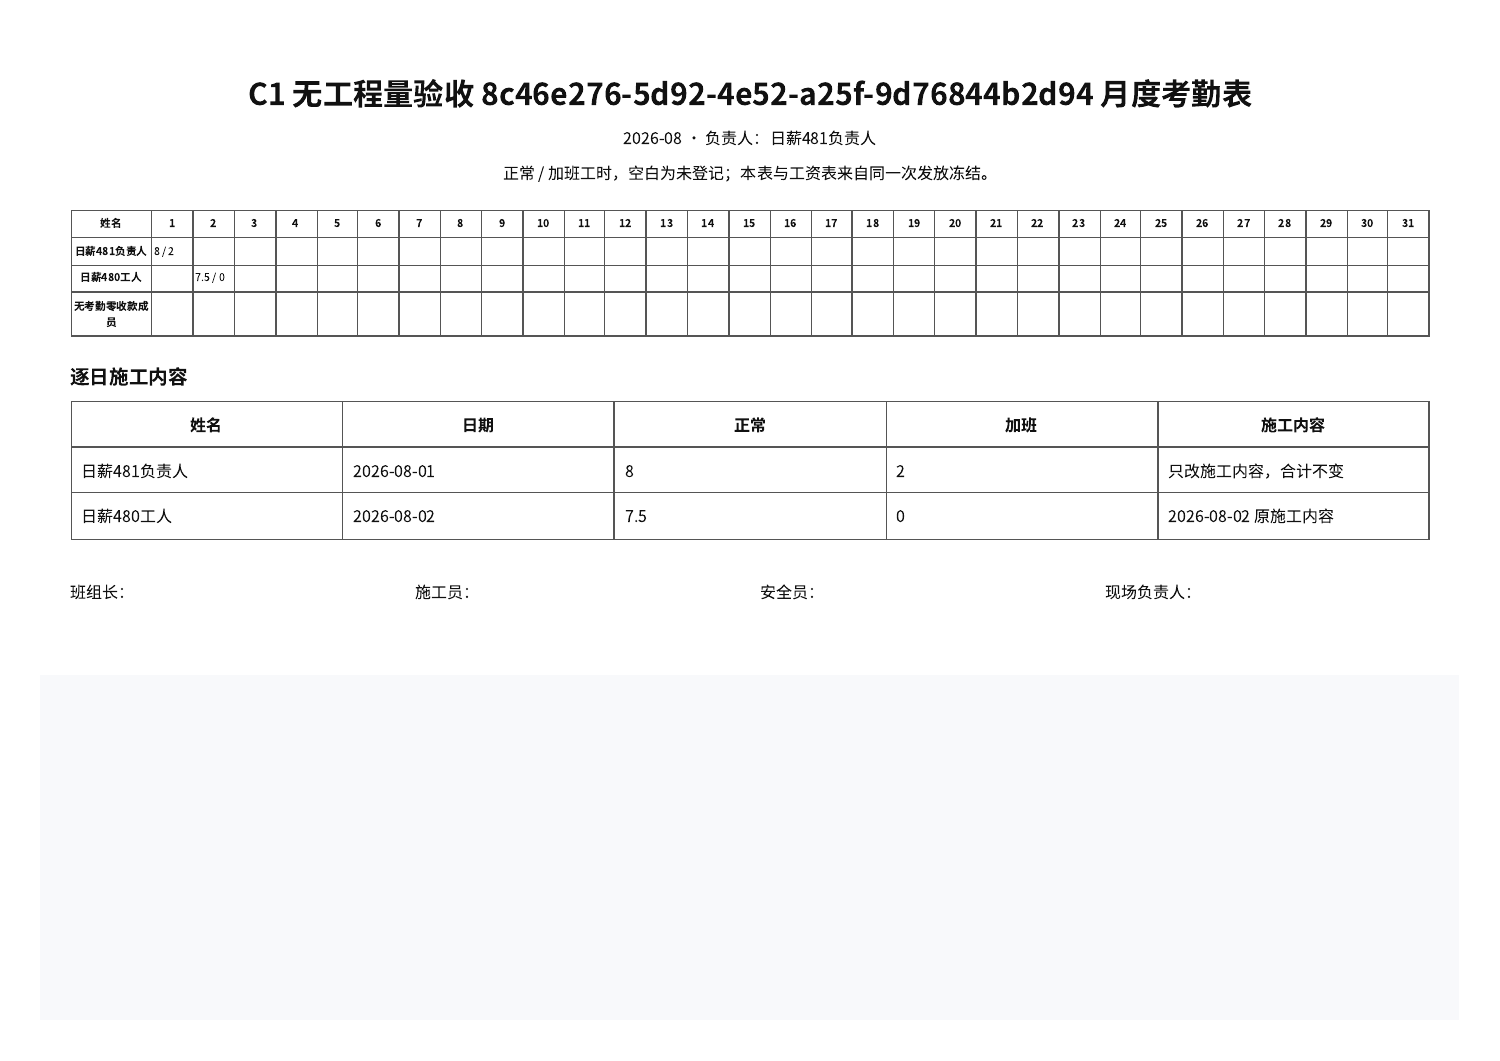 C1 无工程量验收 8c46e276-5d92-4e52-a25f-9d76844b2d94 月度考勤表
2026-08 · 负责人：日薪481负责人
正常 / 加班工时，空白为未登记；本表与工资表来自同一次发放冻结。
姓名 1 2 3 4 5 6 7 8 9 10 11 12 13 14 15 16 17 18 19 20 21 22 23 24 25 26 27 28 29 30 31
日薪481负责人 8 / 2
日薪480工人 7.5 / 0
无考勤零收款成
员
逐日施工内容
姓名 日期 正常 加班 施工内容
日薪481负责人 2026-08-01 8 2 只改施工内容，合计不变
日薪480工人 2026-08-02 7.5 0 2026-08-02 原施工内容
班组长： 施工员： 安全员： 现场负责人：